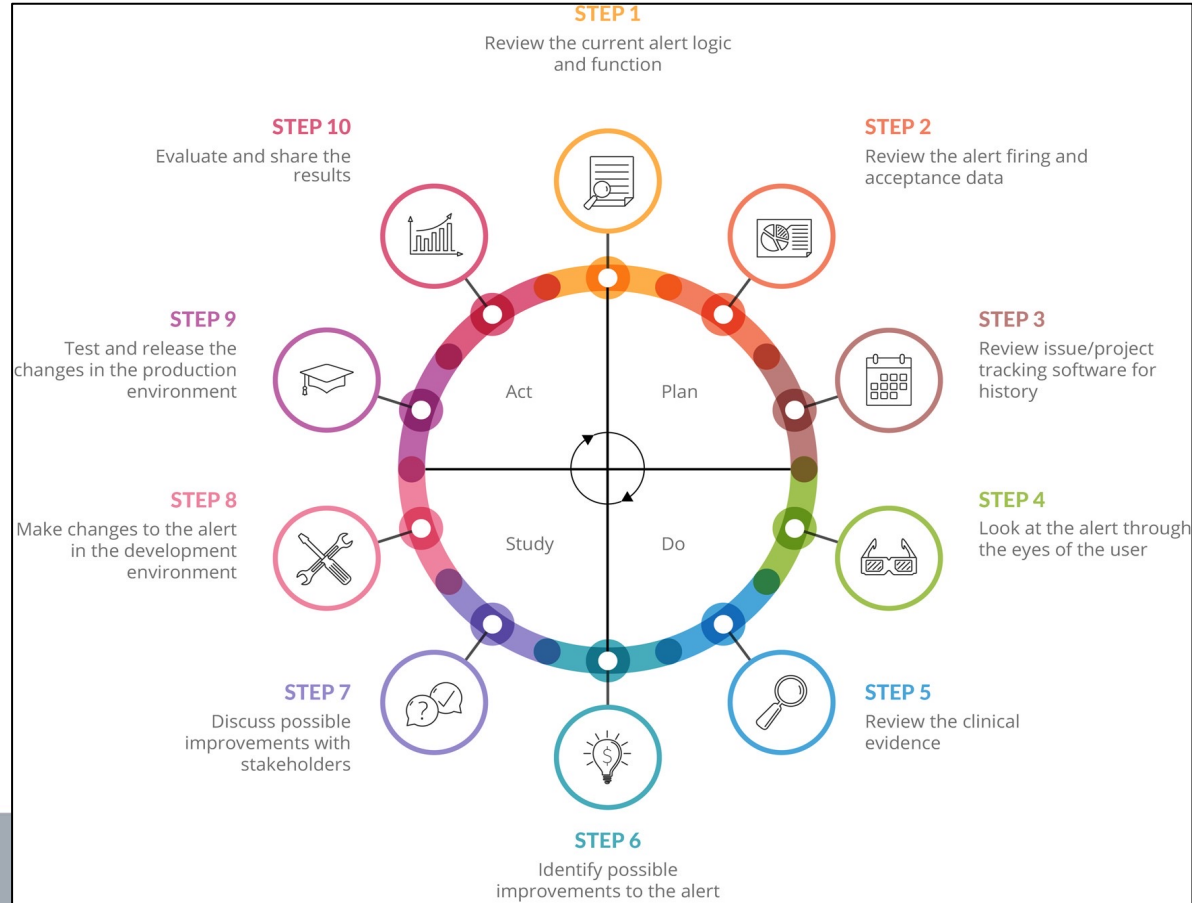 STEP 1
Review the current alert logic
and function
STEP 2
Review the alert firing and
acceptance data
STEP 3
Review issue/project
tracking software for
history
STEP 4
Look at the alert through
the eyes of the user
STEP 5
Review the clinical
evidence
STEP 6
Identify possible
improvements to the alert
STEP 7
Discuss possible
improvements with
stakeholders
STEP 8
Make changes to the alert
in the development
environment
STEP 9
Test and release the
changes in the production
environment
STEP 10
Evaluate and share the
results
Act
Plan
Study
Do
?
$